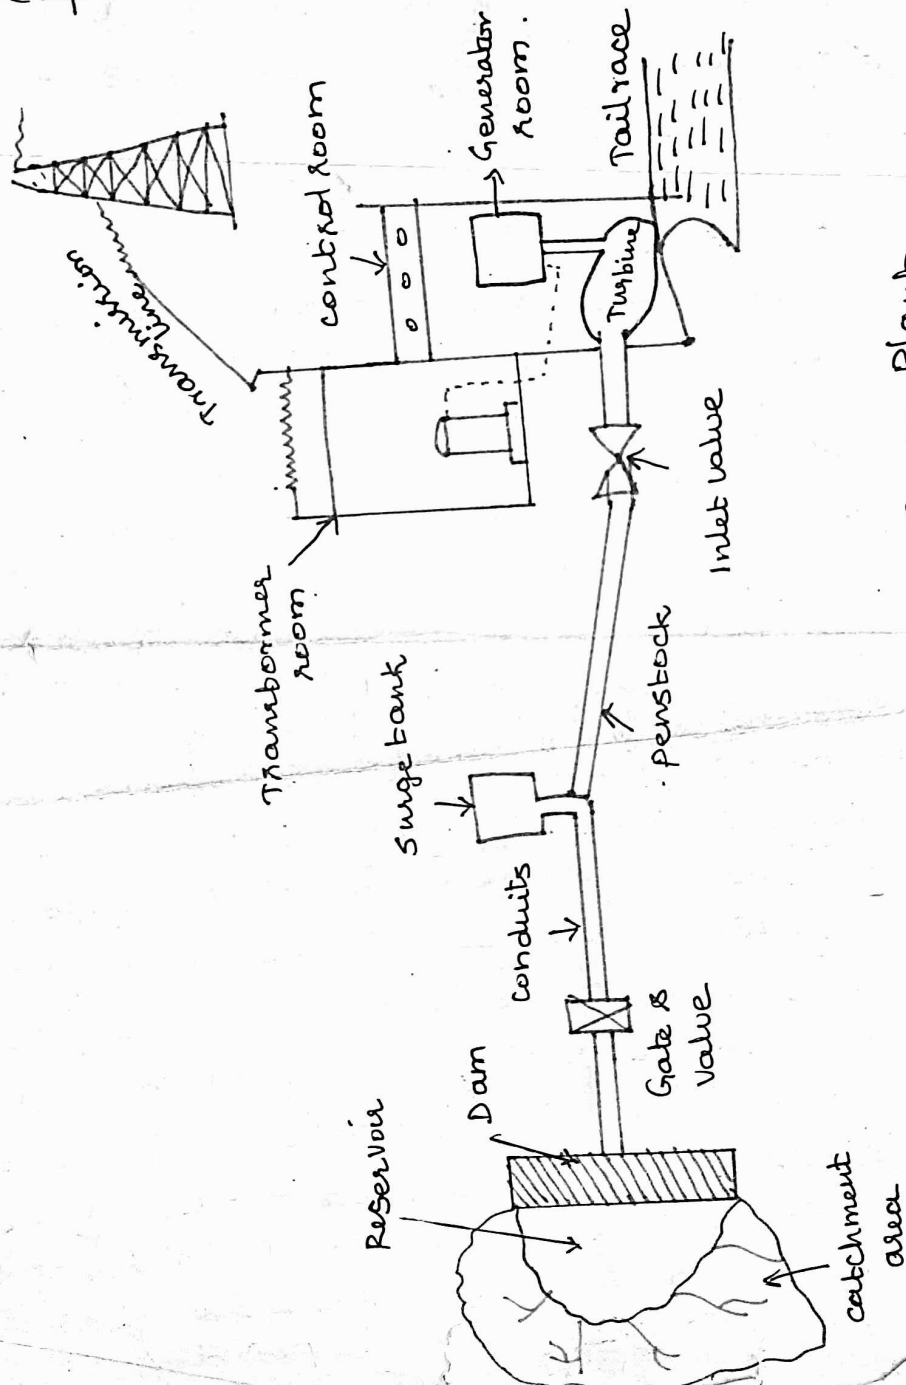 Transmission
line
control room
Generator
room.
Tailrace
Turbine
Transformer
room
Inlet valve
Surge tank
Penstock
conduits
Gate &
Valve
Dam
Reservoir
catchment
area
Plant